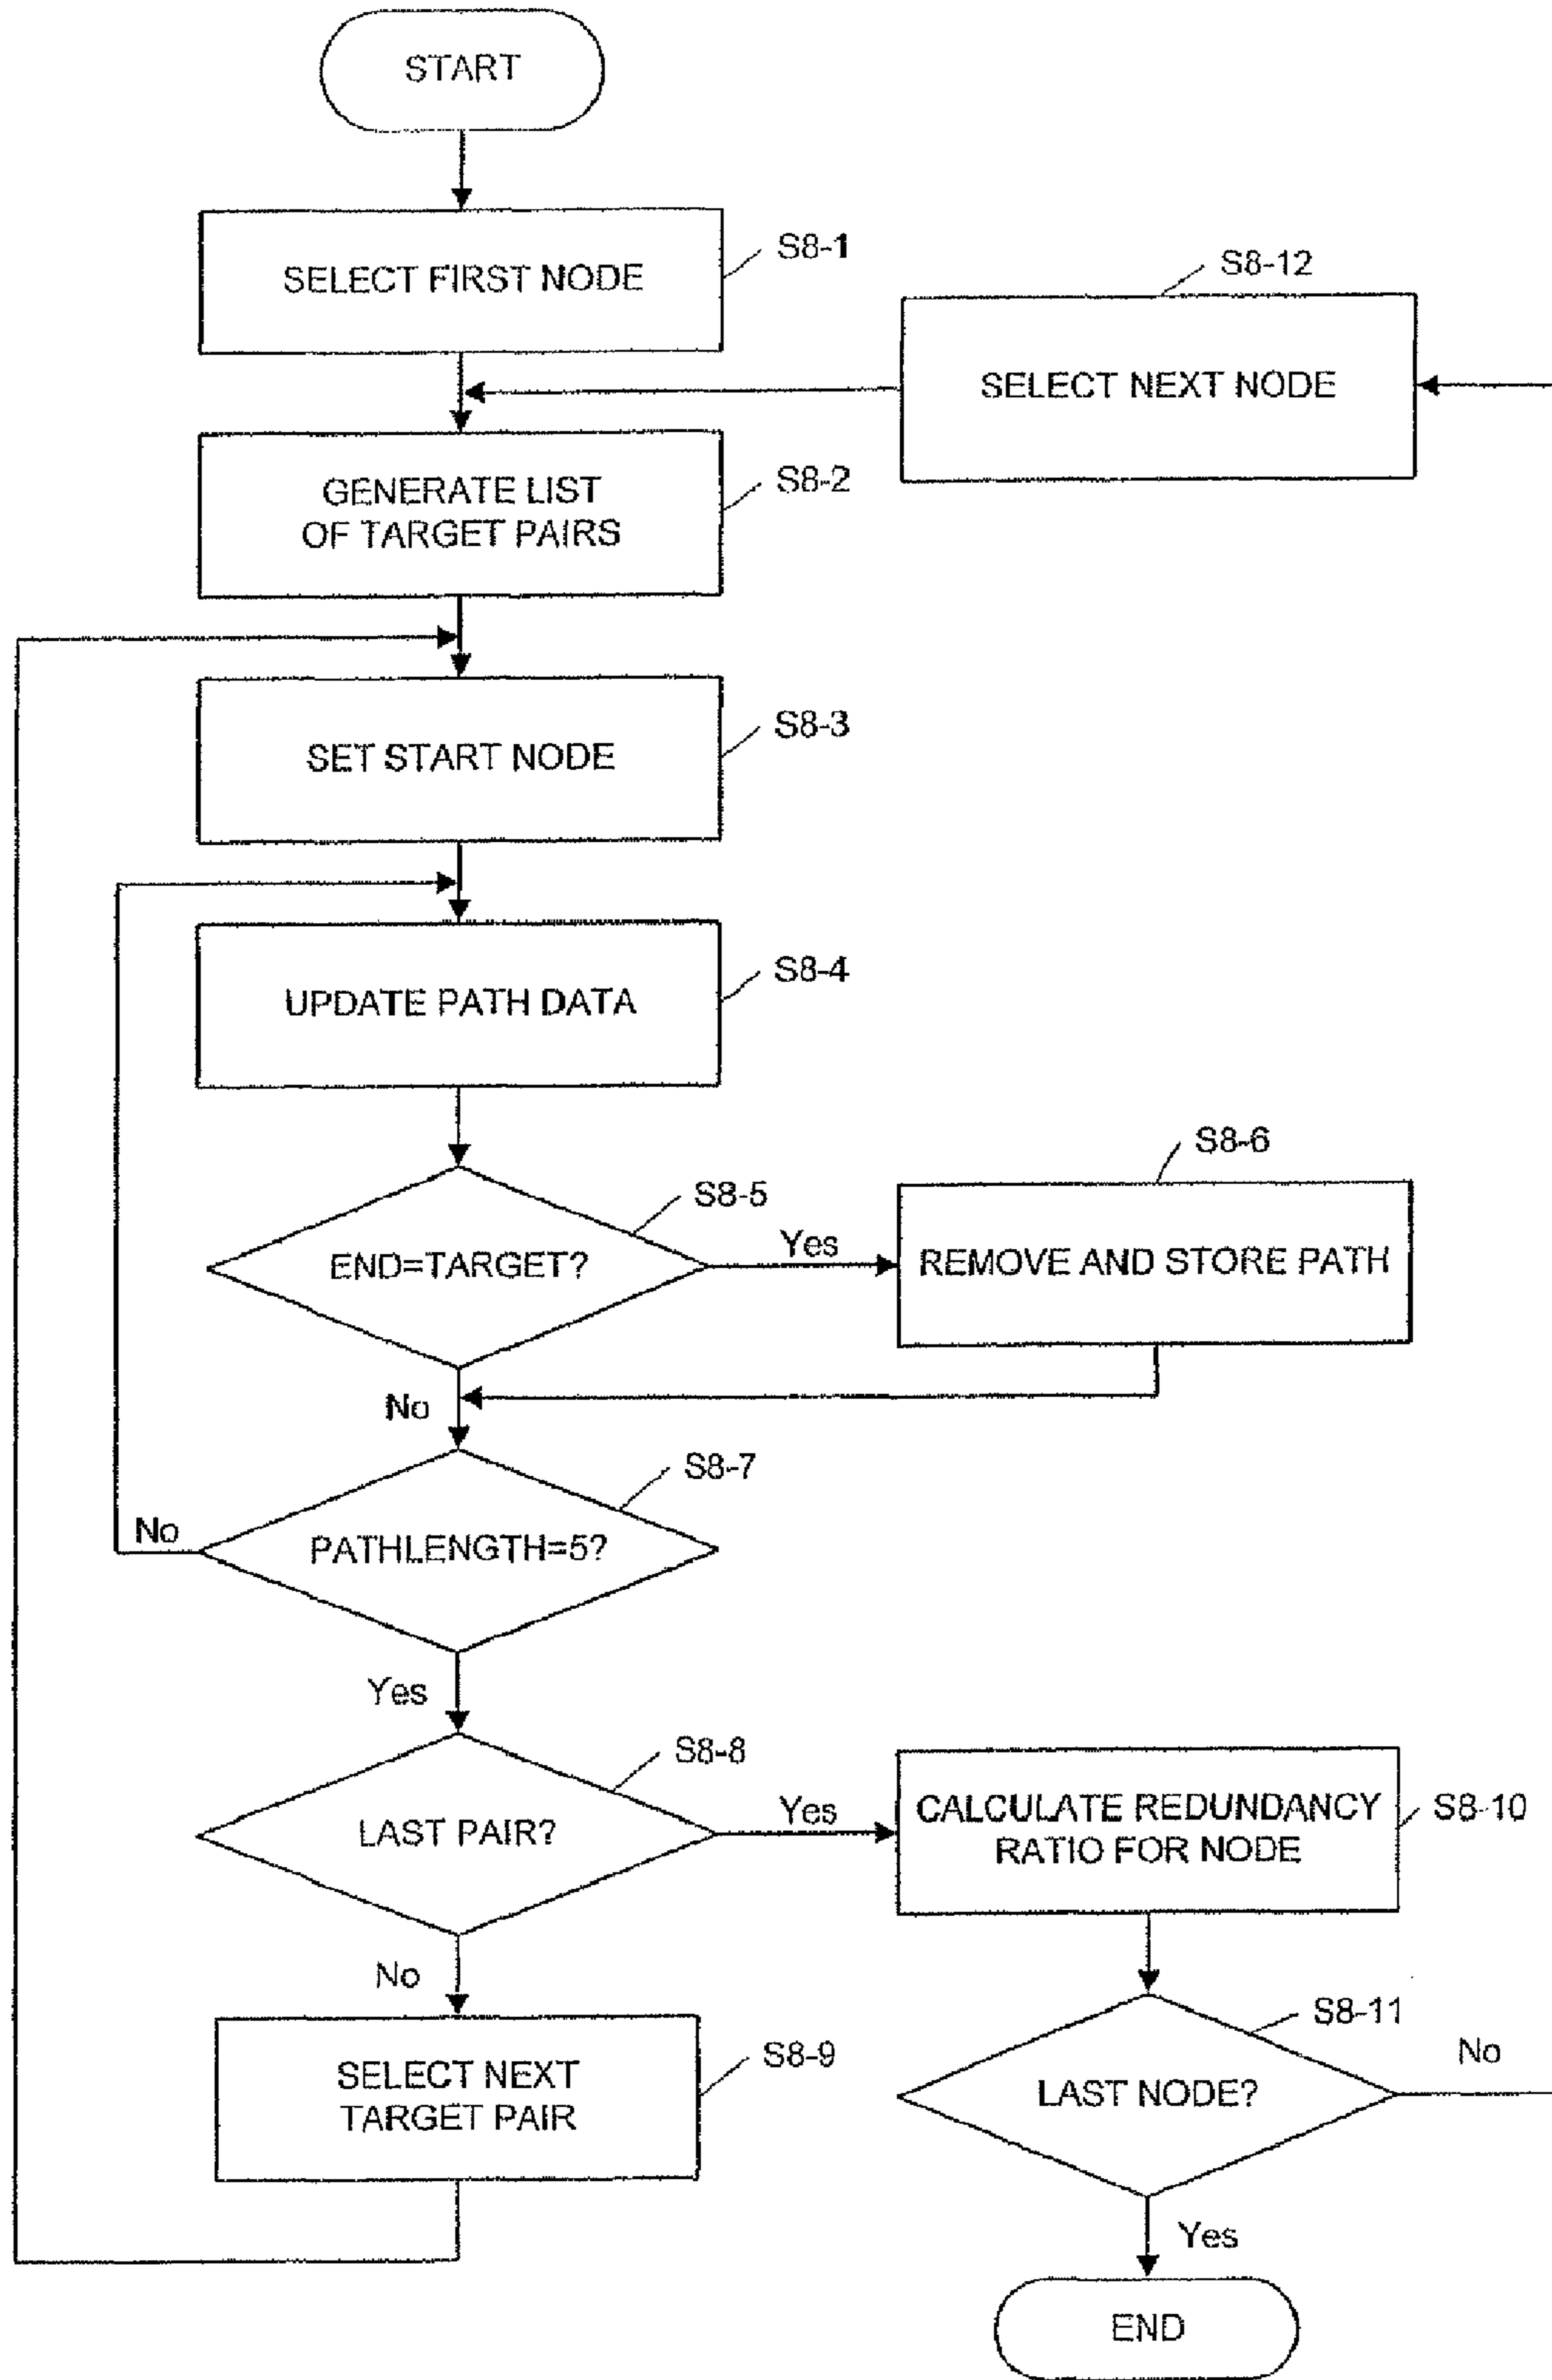 START
SELECT FIRST NODE
S8-1
S8-12
SELECT NEXT NODE
GENERATE LIST
OF TARGET PAIRS
S8-2
SET START NODE
S8-3
UPDATE PATH DATA
S8-4
END=TARGET?
S8-5
Yes
S8-6
REMOVE AND STORE PATH
No
PATHLENGTH=5?
S8-7
No
Yes
LAST PAIR?
S8-8
Yes
CALCULATE REDUNDANCY
RATIO FOR NODE
S8-10
No
SELECT NEXT
TARGET PAIR
S8-9
LAST NODE?
S8-11
No
Yes
END